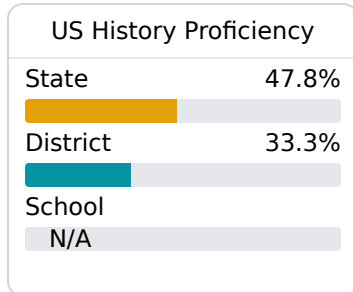 US History Proficiency
State 47.8%
District 33.3%
School
N/A